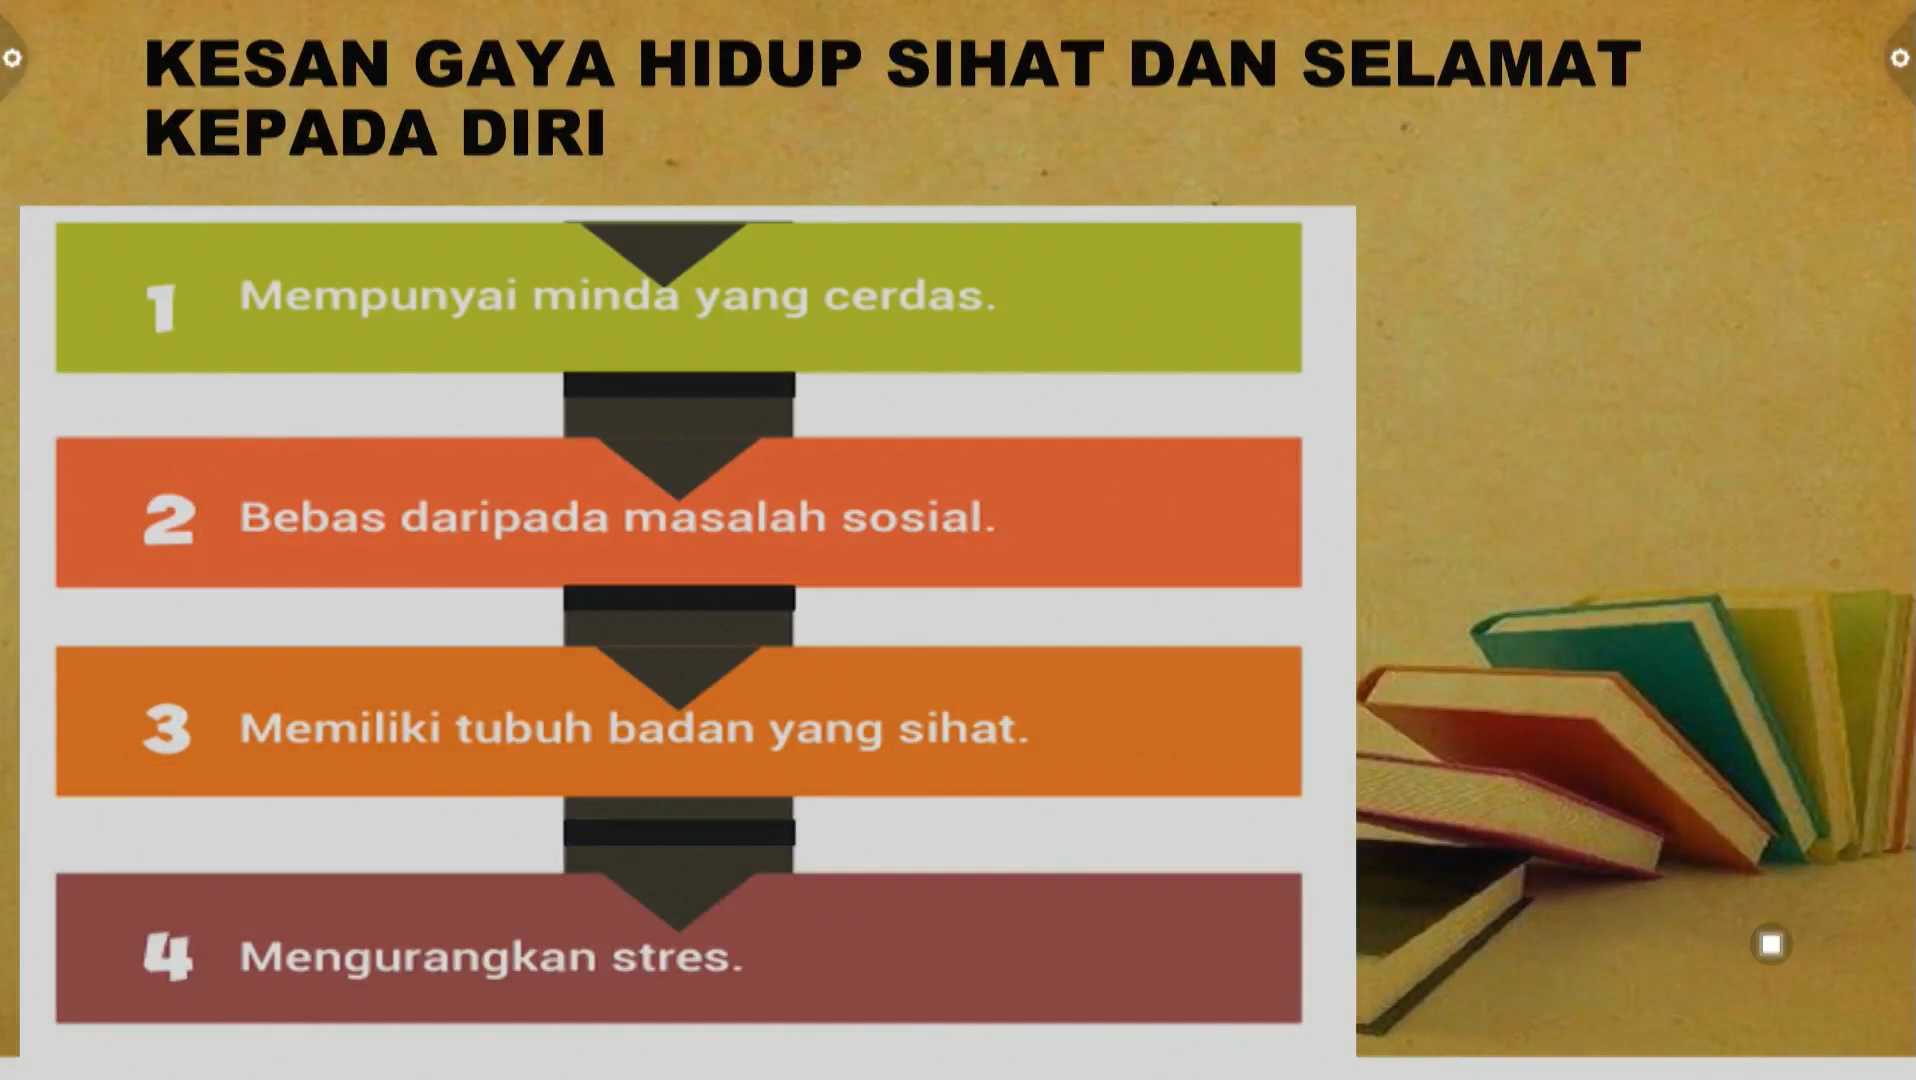 KESAN GAYA HIDUP SIHAT DAN SELAMAT
KEPADA DIRI
1 Mempunyai minda yang cerdas.
2 Bebas daripada masalah sosial.
3 Memiliki tubuh badan yang sihat.
4 Mengurangkan stres.